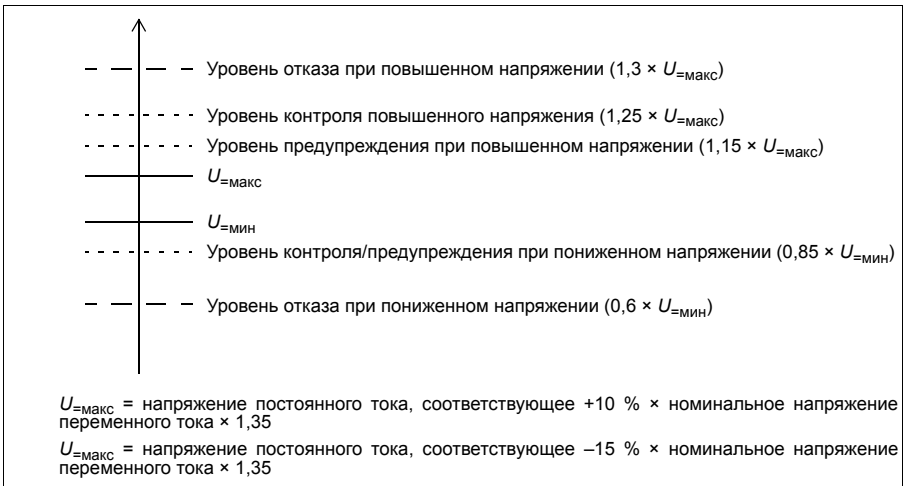 Уровень отказа при повышенном напряжении (1,3 × U=макс)
Уровень контроля повышенного напряжения (1,25 × U=макс)
Уровень предупреждения при повышенном напряжении (1,15 × U=макс)
U=макс
U=мин
Уровень контроля/предупреждения при пониженном напряжении (0,85 × U=мин)
Уровень отказа при пониженном напряжении (0,6 × U=мин)
U=макс = напряжение постоянного тока, соответствующее +10 % × номинальное напряжение
переменного тока × 1,35
U=макс = напряжение постоянного тока, соответствующее –15 % × номинальное напряжение
переменного тока × 1,35